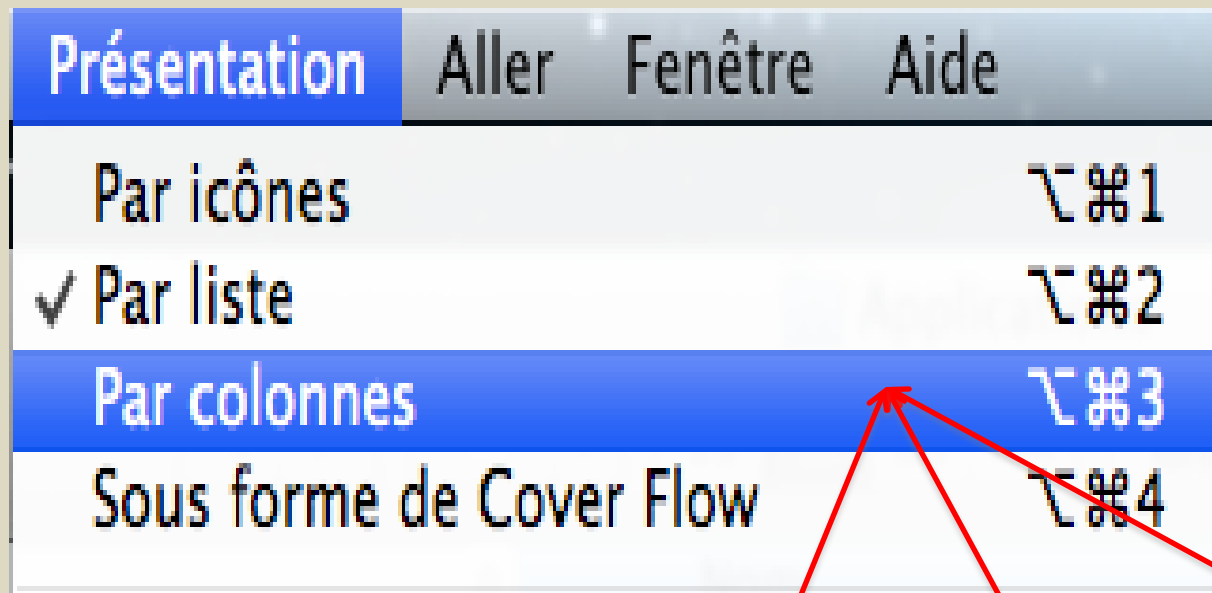 Présentation Aller Fenêtre Aide
Par icônes ⌥⌘1
✓ Par liste ⌥⌘2
Par colonnes ⌥⌘3
Sous forme de Cover Flow ⌥⌘4